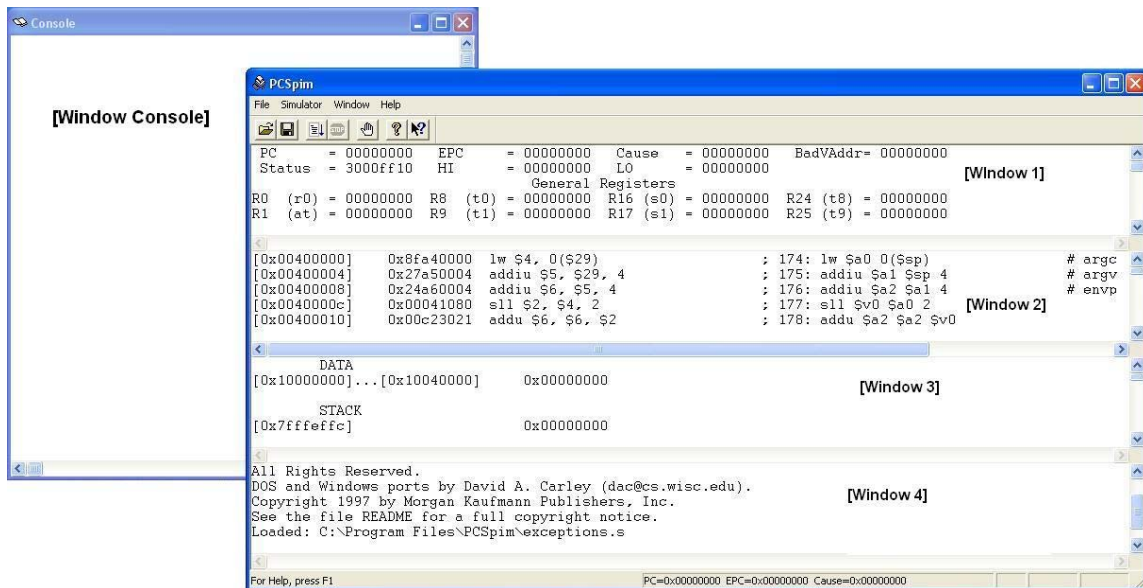 Console
[Window Console]
PCSpim
File Simulator Window Help
PC = 00000000 EPC = 00000000 Cause = 00000000 BadVAddr= 00000000
Status = 3000ff10 HI = 00000000 LO = 00000000
[WIndow 1]
General Registers
R0 (r0) = 00000000 R8 (t0) = 00000000 R16 (s0) = 00000000 R24 (t8) = 00000000
R1 (at) = 00000000 R9 (t1) = 00000000 R17 (s1) = 00000000 R25 (t9) = 00000000
[0x00400000] 0x8fa40000 lw $4, 0($29) ; 174: lw $a0 0($sp) # argc
[0x00400004] 0x27a50004 addiu $5, $29, 4 ; 175: addiu $a1 $sp 4 # argv
[0x00400008] 0x24a60004 addiu $6, $5, 4 ; 176: addiu $a2 $a1 4 # envp
[0x0040000c] 0x00041080 sll $2, $4, 2 ; 177: sll $v0 $a0 2 [Window 2]
[0x00400010] 0x00c23021 addu $6, $6, $2 ; 178: addu $a2 $a2 $v0
DATA
[0x10000000]...[0x10040000] 0x00000000
[Window 3]
STACK
[0x7fffeffc] 0x00000000
All Rights Reserved.
DOS and Windows ports by David A. Carley (dac@cs.wisc.edu).
Copyright 1997 by Morgan Kaufmann Publishers, Inc. [Window 4]
See the file README for a full copyright notice.
Loaded: C:\Program Files\PCSpim\exceptions.s
For Help, press F1 PC=0x00000000 EPC=0x00000000 Cause=0x00000000